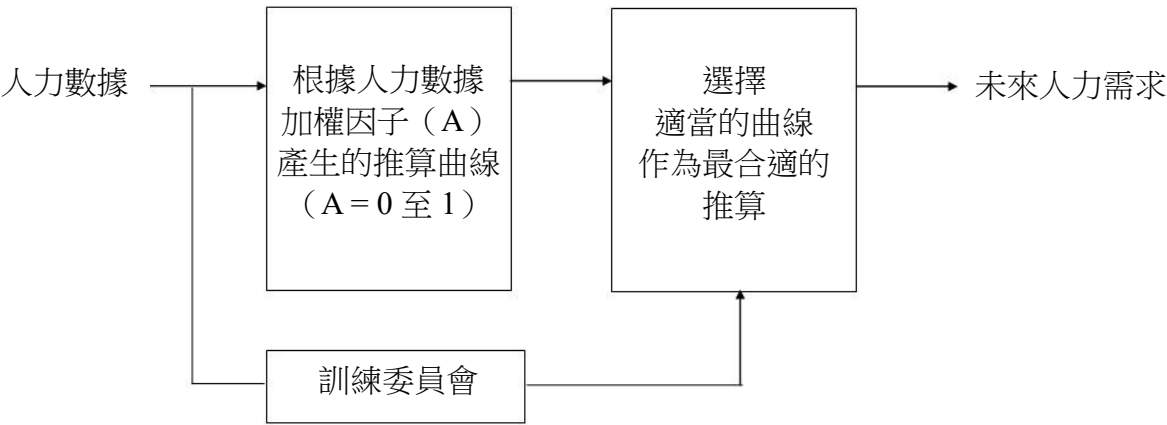 人力數據
根據人力數據
加權因子（A）
產生的推算曲線
（A = 0 至 1）
選擇
適當的曲線
作為最合適的
推算
未來人力需求
訓練委員會